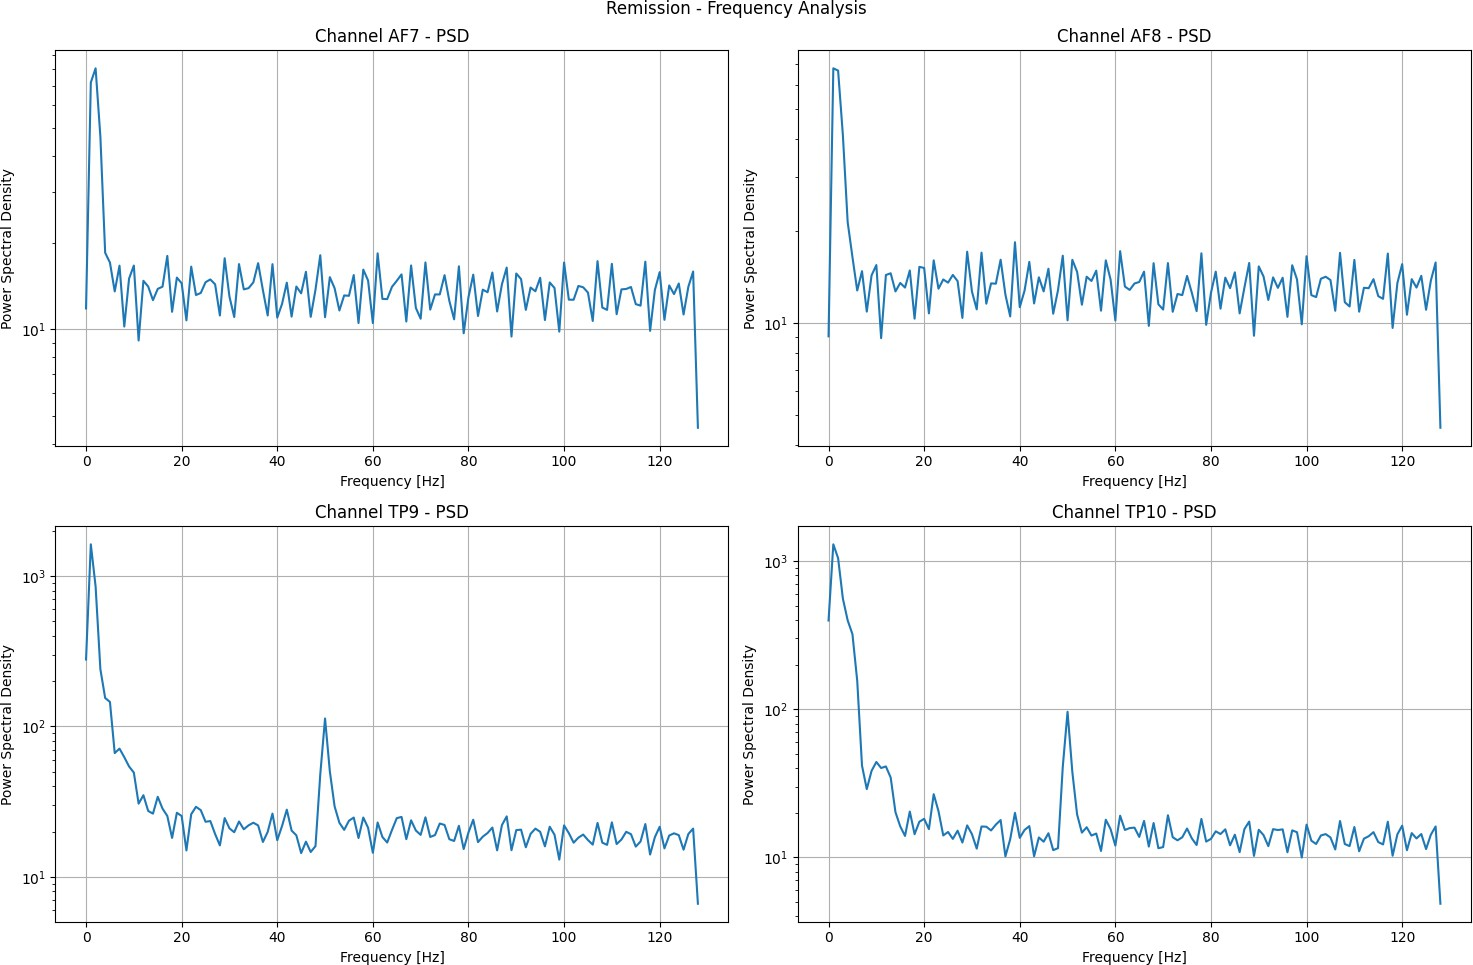 Remission - Frequency Analysis
Channel AF7 - PSD
Power Spectral Density
10¹
0 20 40 60 80 100 120
Frequency [Hz]
Channel AF8 - PSD
Power Spectral Density
10¹
0 20 40 60 80 100 120
Frequency [Hz]
Channel TP9 - PSD
Power Spectral Density
10³
10²
10¹
0 20 40 60 80 100 120
Frequency [Hz]
Channel TP10 - PSD
Power Spectral Density
10³
10²
10¹
0 20 40 60 80 100 120
Frequency [Hz]